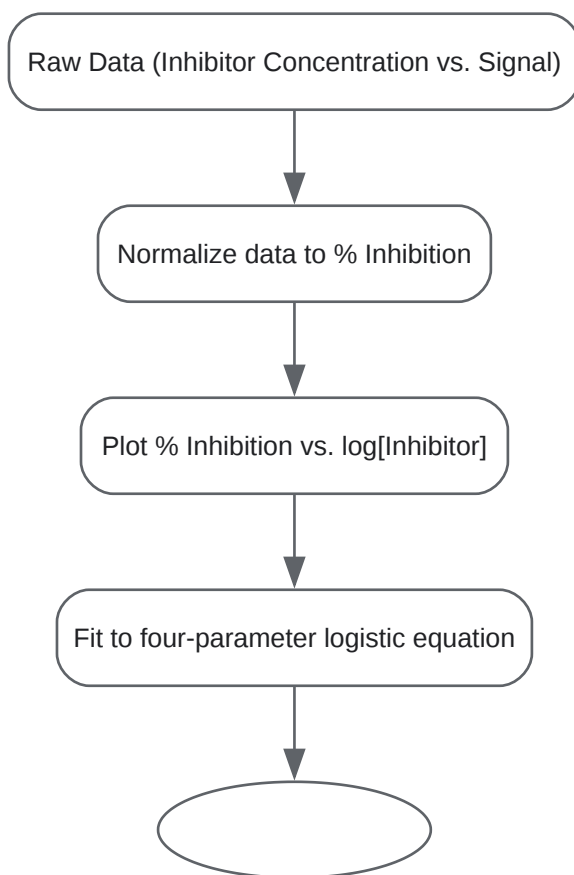 Raw Data (Inhibitor Concentration vs. Signal)
Normalize data to % Inhibition
Plot % Inhibition vs. log[Inhibitor]
Fit to four-parameter logistic equation